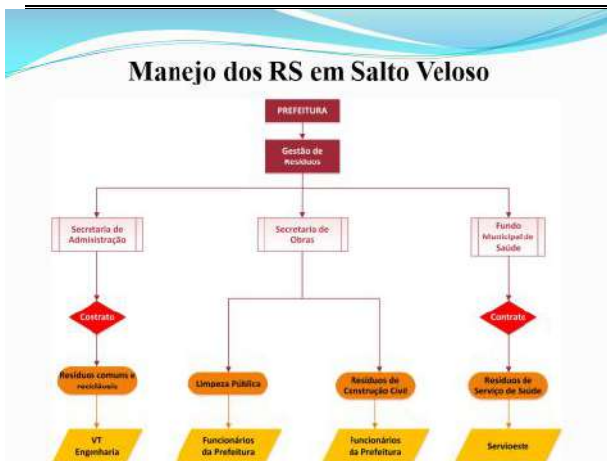 Manejo dos RS em Salto Veloso
PREFEITURA
Gestão de
Resíduos
Secretaria de
Administração
Secretaria de
Obras
Fundo
Municipal de
Saúde
Contrato
Contrato
Resíduos comuns e
recicláveis
Limpeza Pública
Resíduos de
Construção Civil
Resíduos de
Serviço de Saúde
VT
Engenharia
Funcionários
da Prefeitura
Funcionários
da Prefeitura
Servioeste